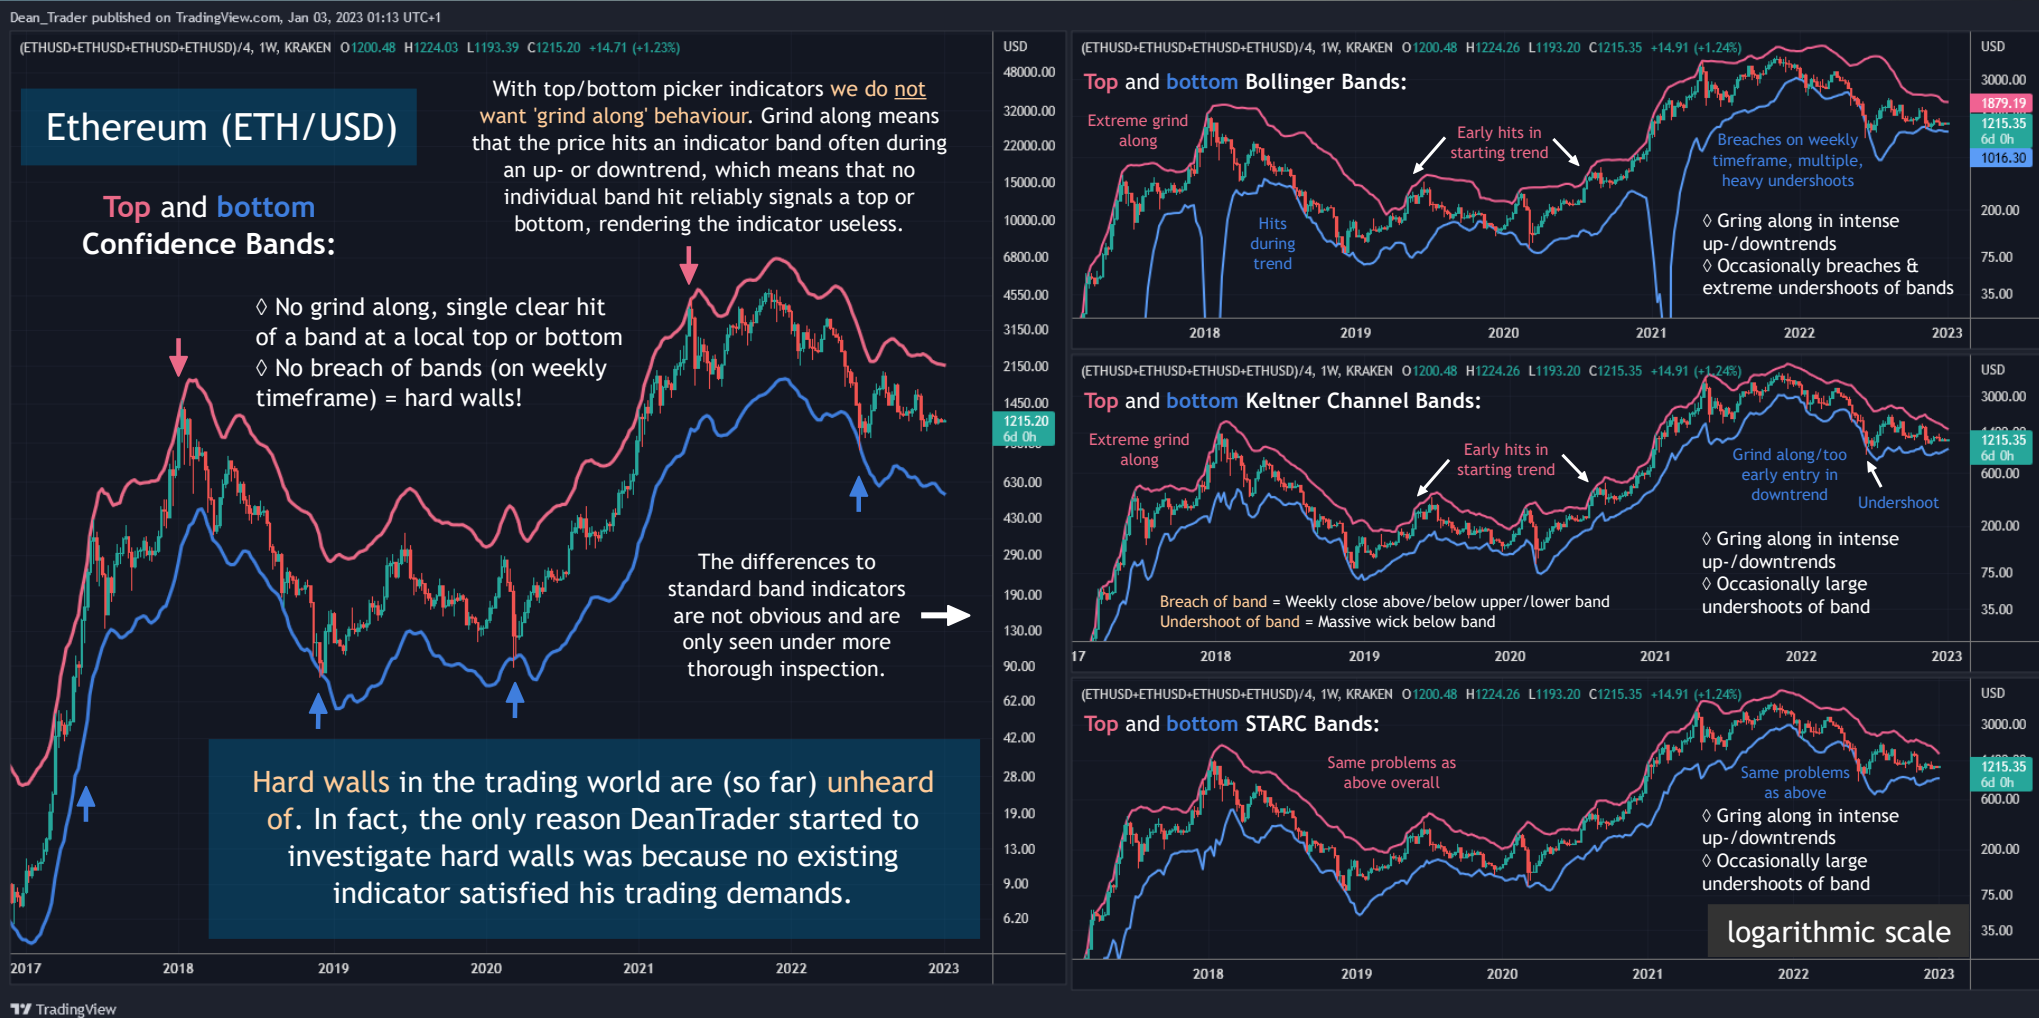 Dean_Trader published on TradingView.com, Jan 03, 2023 01:13 UTC+1
(ETHUSD+ETHUSD+ETHUSD+ETHUSD)/4, 1W, KRAKEN O1200.48 H1224.03 L1193.39 C1215.20 +14.71 (+1.23%)
Ethereum (ETH/USD)
Top and bottom
Confidence Bands:
With top/bottom picker indicators we do not
want 'grind along' behaviour. Grind along means
that the price hits an indicator band often during
an up- or downtrend, which means that no
individual band hit reliably signals a top or
bottom, rendering the indicator useless.
◊ No grind along, single clear hit
of a band at a local top or bottom
◊ No breach of bands (on weekly
timeframe) = hard walls!
The differences to
standard band indicators
are not obvious and are
only seen under more
thorough inspection.
Hard walls in the trading world are (so far) unheard
of. In fact, the only reason DeanTrader started to
investigate hard walls was because no existing
indicator satisfied his trading demands.
USD
48000.00
32000.00
22000.00
15000.00
10000.00
6800.00
4550.00
3150.00
2150.00
1450.00
1215.20
6d 0h
630.00
430.00
290.00
190.00
130.00
90.00
62.00
42.00
28.00
19.00
13.00
9.00
6.20
2017 2018 2019 2020 2021 2022 2023
(ETHUSD+ETHUSD+ETHUSD+ETHUSD)/4, 1W, KRAKEN O1200.48 H1224.26 L1193.20 C1215.35 +14.91 (+1.24%)
Top and bottom Bollinger Bands:
Extreme grind
along
Early hits in
starting trend
Hits
during
trend
Breaches on weekly
timeframe, multiple,
heavy undershoots
◊ Gring along in intense
up-/downtrends
◊ Occasionally breaches &
extreme undershoots of bands
USD
3000.00
1879.19
1215.35
6d 0h
1016.30
200.00
75.00
35.00
2018 2019 2020 2021 2022 2023
(ETHUSD+ETHUSD+ETHUSD+ETHUSD)/4, 1W, KRAKEN O1200.48 H1224.26 L1193.20 C1215.35 +14.91 (+1.24%)
Top and bottom Keltner Channel Bands:
Extreme grind
along
Early hits in
starting trend
Grind along/too
early entry in
downtrend
Undershoot
◊ Gring along in intense
up-/downtrends
◊ Occasionally large
undershoots of band
Breach of band = Weekly close above/below upper/lower band
Undershoot of band = Massive wick below band
USD
3000.00
1215.35
6d 0h
600.00
200.00
75.00
35.00
17 2018 2019 2020 2021 2022 2023
(ETHUSD+ETHUSD+ETHUSD+ETHUSD)/4, 1W, KRAKEN O1200.48 H1224.26 L1193.20 C1215.35 +14.91 (+1.24%)
Top and bottom STARC Bands:
Same problems as
above overall
Same problems
as above
◊ Gring along in intense
up-/downtrends
◊ Occasionally large
undershoots of band
logarithmic scale
USD
3000.00
1215.35
6d 0h
600.00
200.00
75.00
35.00
2018 2019 2020 2021 2022 2023
TradingView